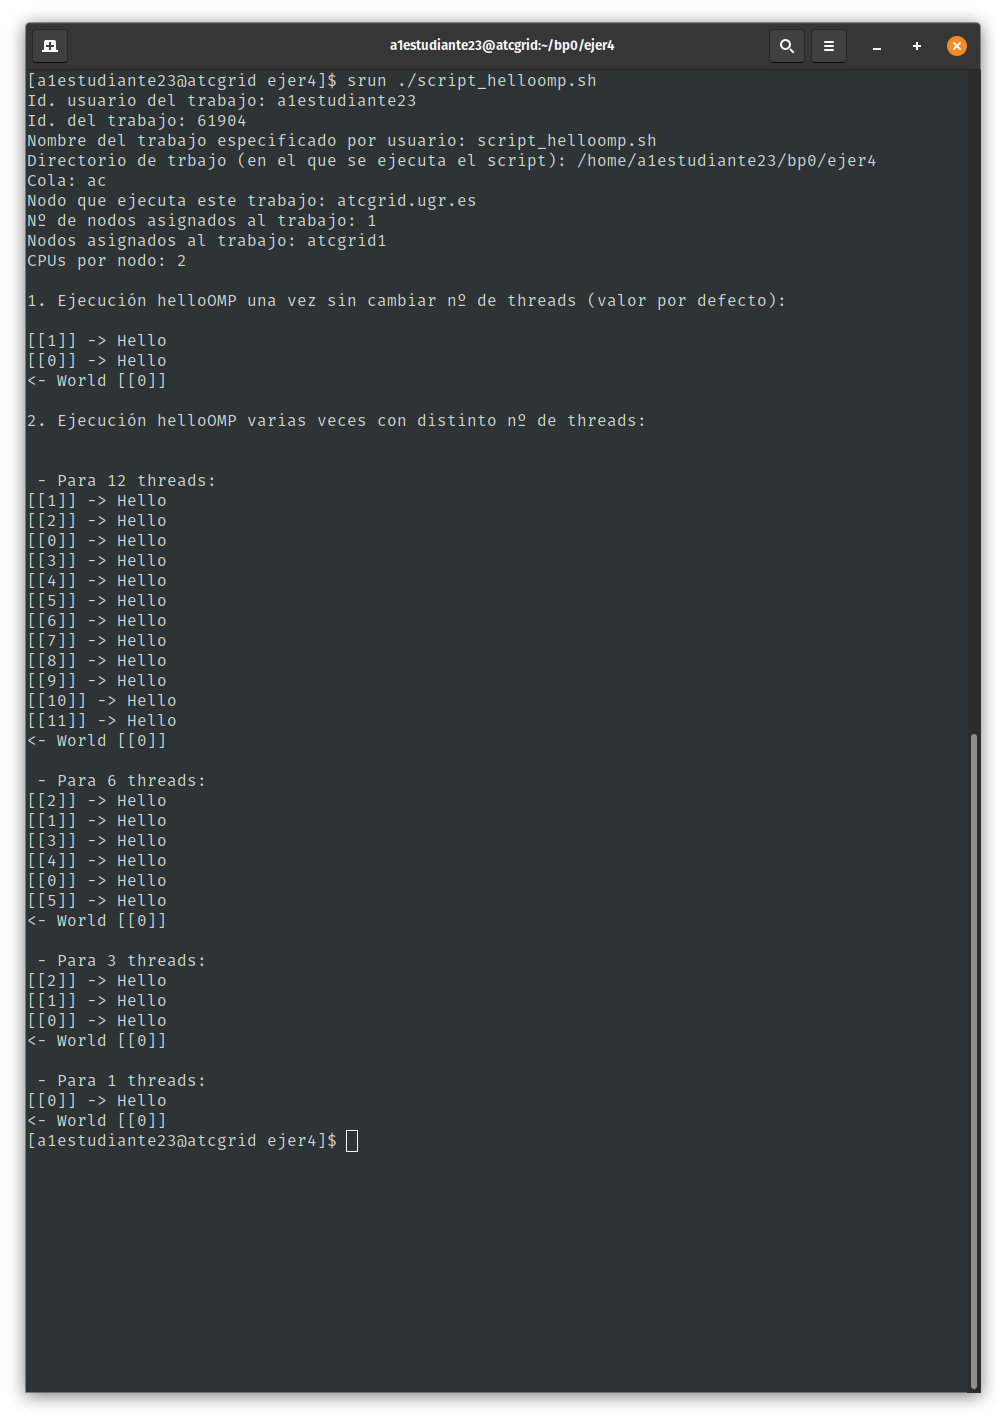 a1estudiante23@atcgrid:~/bp0/ejer4
[a1estudiante23@atcgrid ejer4]$ srun ./script_helloomp.sh
Id. usuario del trabajo: a1estudiante23
Id. del trabajo: 61904
Nombre del trabajo especificado por usuario: script_helloomp.sh
Directorio de trbajo (en el que se ejecuta el script): /home/a1estudiante23/bp0/ejer4
Cola: ac
Nodo que ejecuta este trabajo: atcgrid.ugr.es
Nº de nodos asignados al trabajo: 1
Nodos asignados al trabajo: atcgrid1
CPUs por nodo: 2

1. Ejecución helloOMP una vez sin cambiar nº de threads (valor por defecto):

[[1]] -> Hello
[[0]] -> Hello
<- World [[0]]

2. Ejecución helloOMP varias veces con distinto nº de threads:


 - Para 12 threads:
[[1]] -> Hello
[[2]] -> Hello
[[0]] -> Hello
[[3]] -> Hello
[[4]] -> Hello
[[5]] -> Hello
[[6]] -> Hello
[[7]] -> Hello
[[8]] -> Hello
[[9]] -> Hello
[[10]] -> Hello
[[11]] -> Hello
<- World [[0]]

 - Para 6 threads:
[[2]] -> Hello
[[1]] -> Hello
[[3]] -> Hello
[[4]] -> Hello
[[0]] -> Hello
[[5]] -> Hello
<- World [[0]]

 - Para 3 threads:
[[2]] -> Hello
[[1]] -> Hello
[[0]] -> Hello
<- World [[0]]

 - Para 1 threads:
[[0]] -> Hello
<- World [[0]]
[a1estudiante23@atcgrid ejer4]$